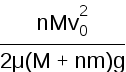 nMv₀²
2μ(M + nm)g